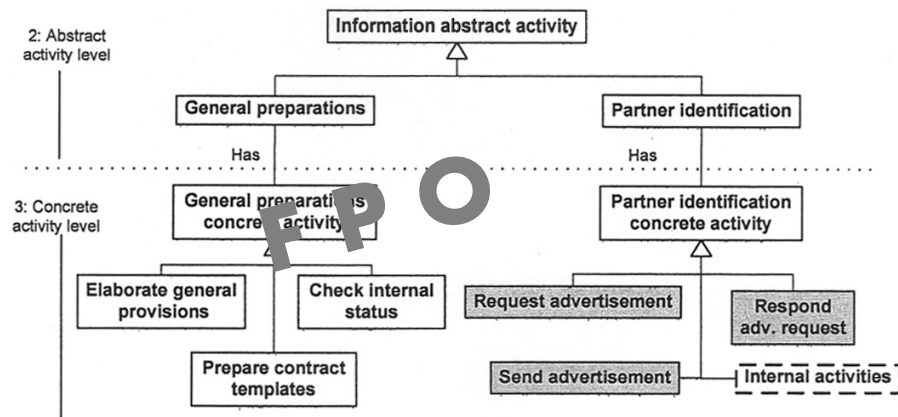 Information abstract activity
2: Abstract
activity level
General preparations
Partner identification
Has
Has
General preparations
concrete activity
Partner identification
concrete activity
3: Concrete
activity level
F P O
Elaborate general
provisions
Check internal
status
Request advertisement
Respond
adv. request
Prepare contract
templates
Send advertisement
Internal activities